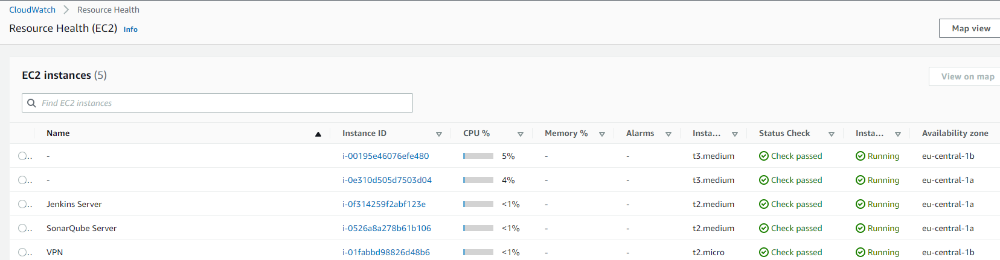 CloudWatch > Resource Health
Resource Health (EC2) Info
Map view
EC2 instances (5)
View on map
Find EC2 instances
Name Instance ID CPU % Memory % Alarms Insta... Status Check Insta... Availability zone
- i-00195e46076efe480 5% - - t3.medium Check passed Running eu-central-1b
- i-0e310d505d7503d04 4% - - t3.medium Check passed Running eu-central-1a
Jenkins Server i-0f314259f2abf123e <1% - - t2.medium Check passed Running eu-central-1a
SonarQube Server i-0526a8a278b61b106 <1% - - t2.medium Check passed Running eu-central-1a
VPN i-01fabbd98826d48b6 <1% - - t2.micro Check passed Running eu-central-1b